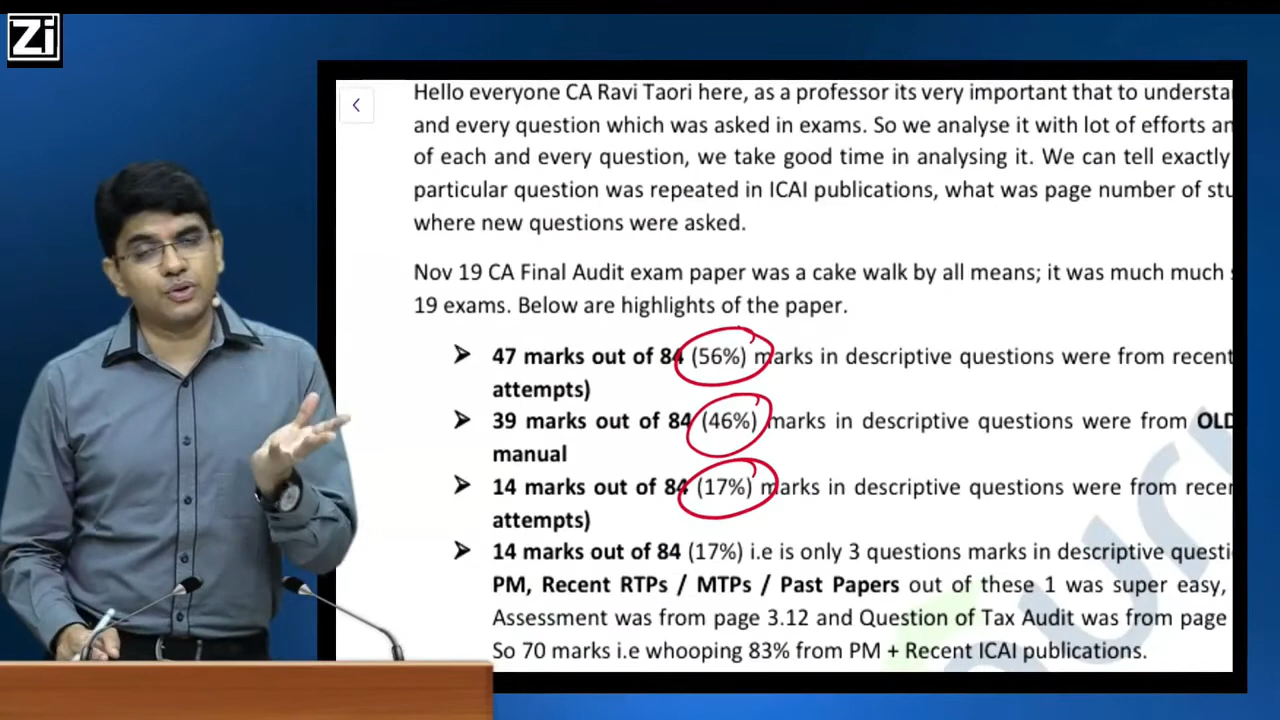 Zi
Hello everyone CA Ravi Taori here, as a professor its very important that to understa
and every question which was asked in exams. So we analyse it with lot of efforts an
of each and every question, we take good time in analysing it. We can tell exactly
particular question was repeated in ICAI publications, what was page number of stu
where new questions were asked.
Nov 19 CA Final Audit exam paper was a cake walk by all means; it was much much
19 exams. Below are highlights of the paper.
➤ 47 marks out of 84 (56%) marks in descriptive questions were from recent
attempts)
➤ 39 marks out of 84 (46%) marks in descriptive questions were from OLD
manual
➤ 14 marks out of 84 (17%) marks in descriptive questions were from recen
attempts)
➤ 14 marks out of 84 (17%) i.e is only 3 questions marks in descriptive questi
PM, Recent RTPs / MTPs / Past Papers out of these 1 was super easy,
Assessment was from page 3.12 and Question of Tax Audit was from page
So 70 marks i.e whooping 83% from PM + Recent ICAI publications.